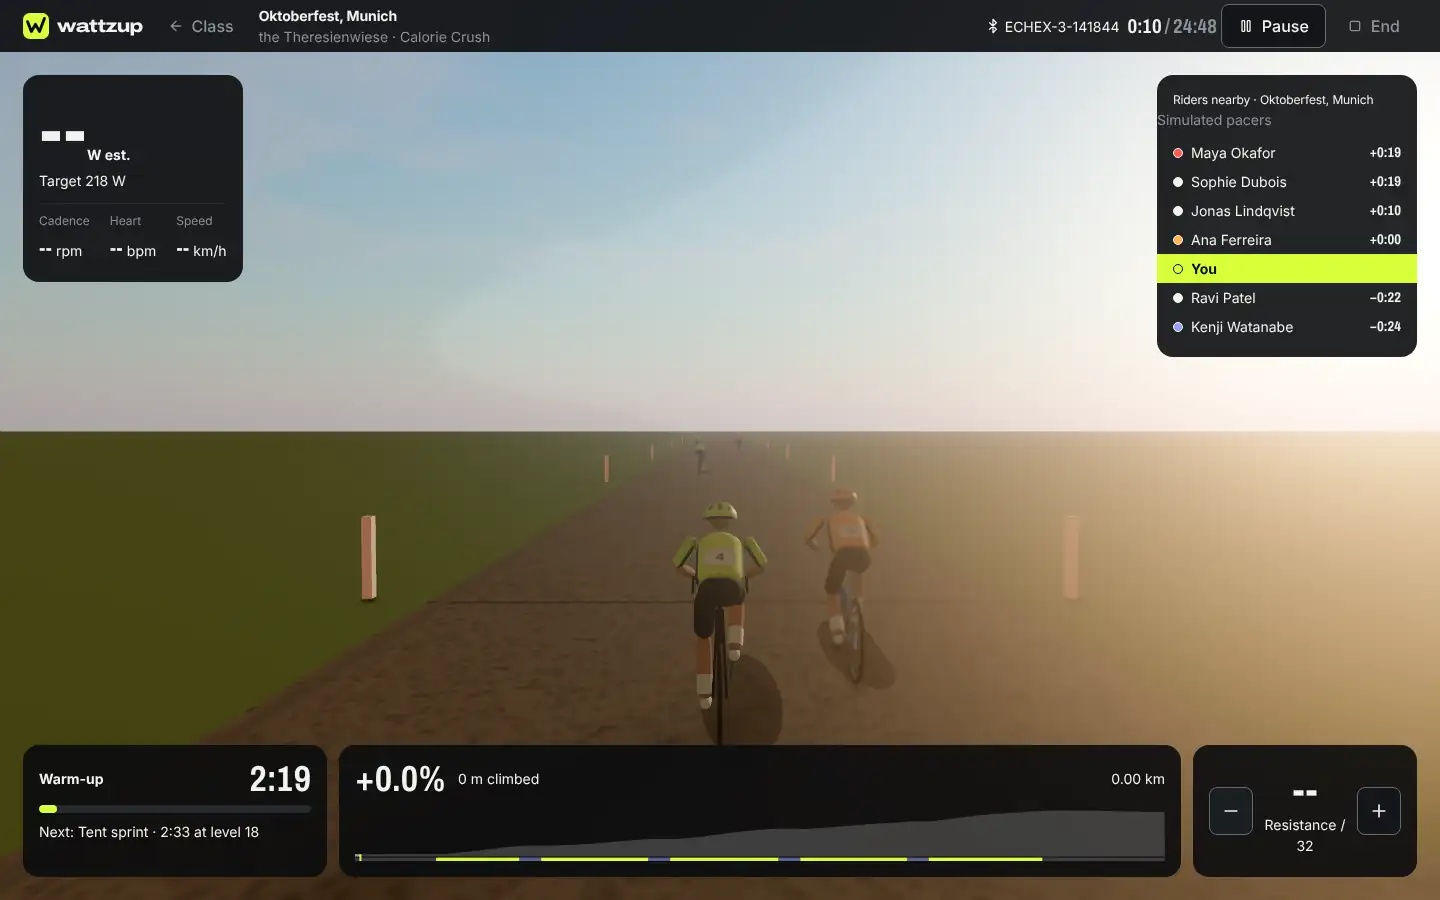 W wattzup
← Class
Oktoberfest, Munich
the Theresienwiese · Calorie Crush
ECHEX-3-141844
0:10 / 24:48
Pause
End
--
W est.
Target 218 W
Cadence Heart Speed
-- rpm -- bpm -- km/h
Riders nearby · Oktoberfest, Munich
Simulated pacers
Maya Okafor +0:19
Sophie Dubois +0:19
Jonas Lindqvist +0:10
Ana Ferreira +0:00
You
Ravi Patel −0:22
Kenji Watanabe −0:24
4
Warm-up 2:19
Next: Tent sprint · 2:33 at level 18
+0.0% 0 m climbed 0.00 km
--
− Resistance / +
32